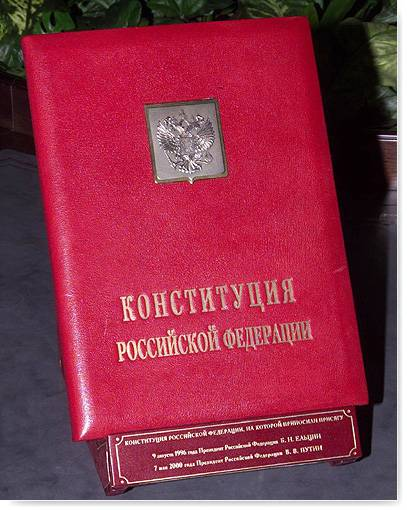 КОНСТИТУЦИЯ
РОССИЙСКОЙ ФЕДЕРАЦИИ
КОНСТИТУЦИЯ РОССИЙСКОЙ ФЕДЕРАЦИИ, НА КОТОРОЙ ПРИНОСИЛИ ПРИСЯГУ
9 августа 1996 года Президент Российской Федерации Б. Н. ЕЛЬЦИН
7 мая 2000 года Президент Российской Федерации В. В. ПУТИН